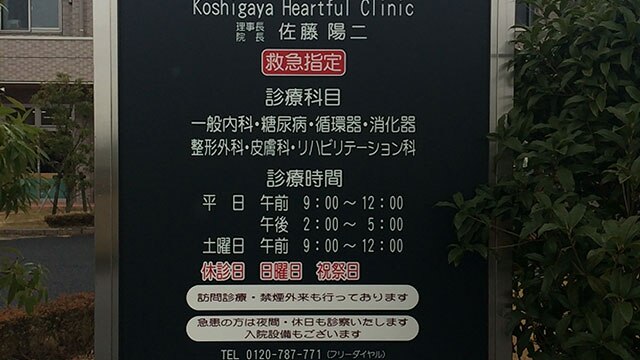 Koshigaya Heartful Clinic
理事長
院長 佐藤 陽二
救急指定
診療科目
一般内科・糖尿病・循環器・消化器
整形外科・皮膚科・リハビリテーション科
診療時間
平 日 午前 9：00〜12：00
午後 2：00〜 5：00
土曜日 午前 9：00〜12：00
休診日 日曜日 祝祭日
訪問診療・禁煙外来も行っております
急患の方は夜間・休日も診察いたします
入院設備もございます
TEL 0120-787-771 (フリーダイヤル)